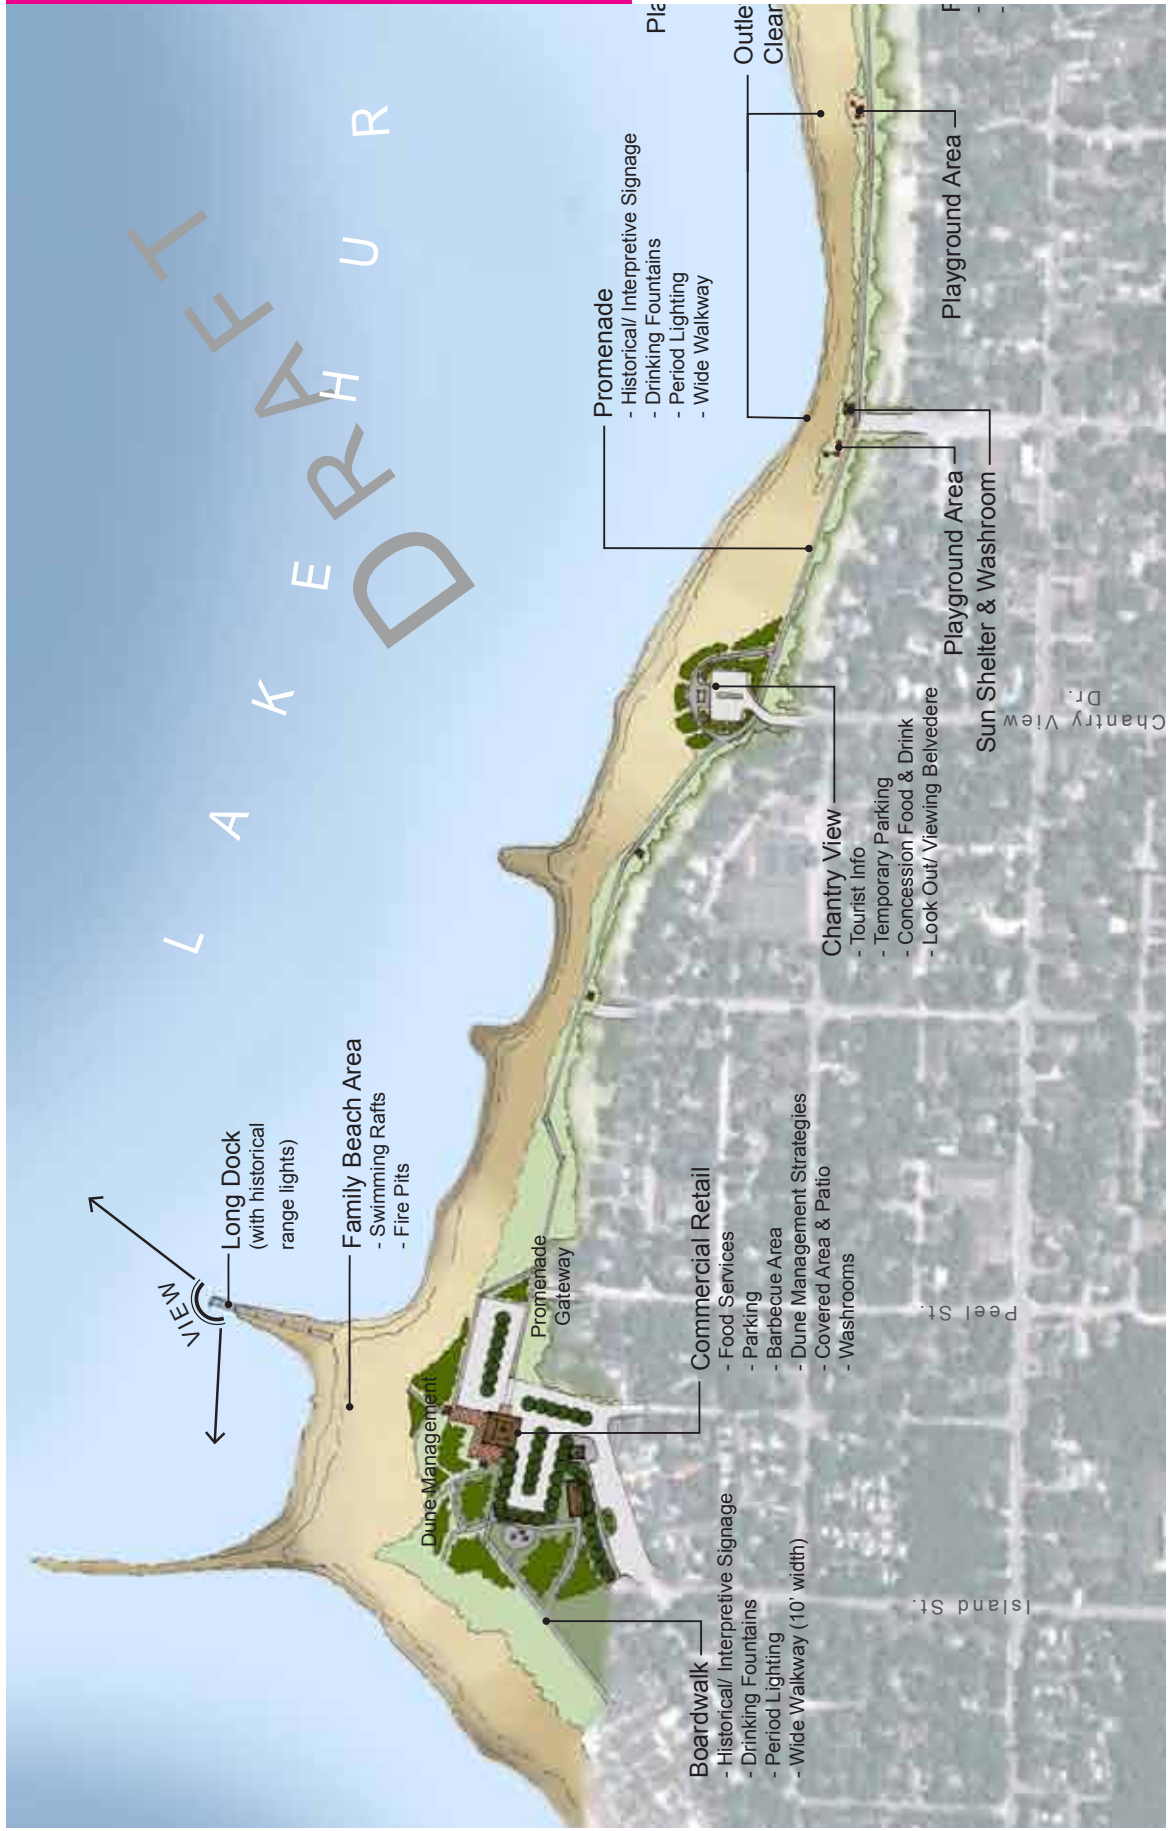 DRAFT
LAKE HUR
VIEW
Long Dock
(with historical
range lights)
Family Beach Area
- Swimming Rafts
- Fire Pits
Dune Management
Promenade
Gateway
Boardwalk
- Historical/ Interpretive Signage
- Drinking Fountains
- Period Lighting
- Wide Walkway (10' width)
Commercial Retail
- Food Services
- Parking
- Barbecue Area
- Dune Management Strategies
- Covered Area & Patio
- Washrooms
Island St.
Peel St.
Chantry View
- Tourist Info
- Temporary Parking
- Concession Food & Drink
- Look Out/ Viewing Belvedere
Chantry View
Dr.
Promenade
- Historical/ Interpretive Signage
- Drinking Fountains
- Period Lighting
- Wide Walkway
Playground Area
Sun Shelter & Washroom
Playground Area
Pla
Outle
Clear